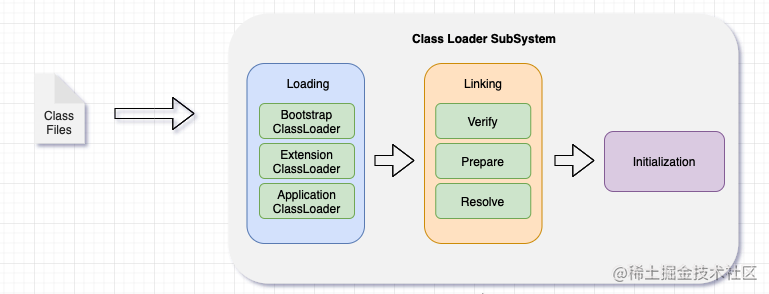 Class Loader SubSystem
Class
Files
Loading
Bootstrap
ClassLoader
Extension
ClassLoader
Application
ClassLoader
Linking
Verify
Prepare
Resolve
Initialization
@稀土掘金技术社区